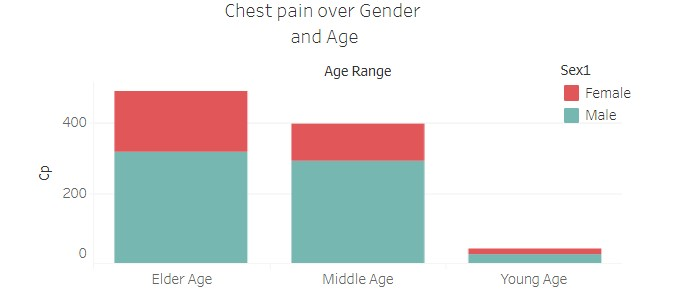 Chest pain over Gender
and Age
Age Range
Sex1
Female
Male
Cp
400
200
0
Elder Age
Middle Age
Young Age